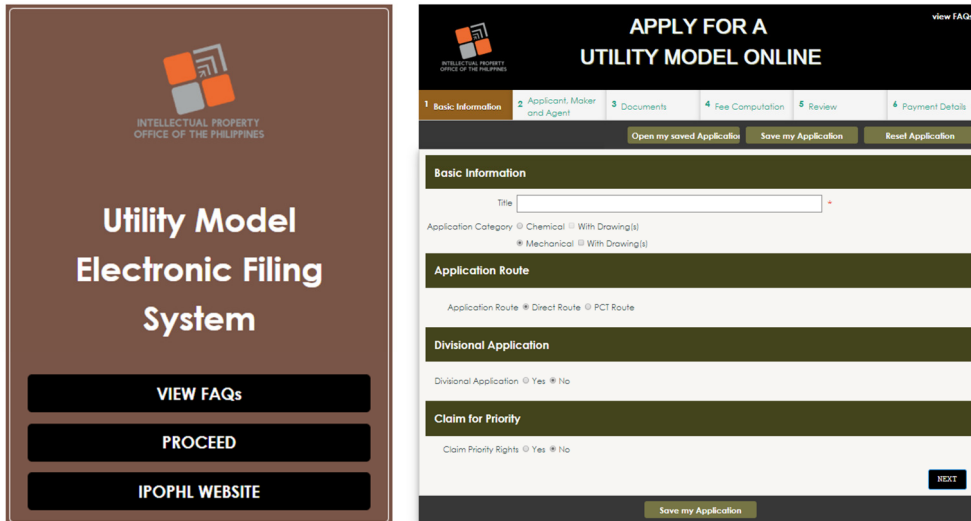 INTELLECTUAL PROPERTY
OFFICE OF THE PHILIPPINES
Utility Model
Electronic Filing
System
VIEW FAQs
PROCEED
IPOPHL WEBSITE
view FAQs
INTELLECTUAL PROPERTY
OFFICE OF THE PHILIPPINES
APPLY FOR A
UTILITY MODEL ONLINE
1 Basic Information
2 Applicant, Maker
and Agent
3 Documents
4 Fee Computation
5 Review
6 Payment Details
Open my saved Application
Save my Application
Reset Application
Basic Information
Title *
Application Category Chemical With Drawing(s)
Mechanical With Drawing(s)
Application Route
Application Route Direct Route PCT Route
Divisional Application
Divisional Application Yes No
Claim for Priority
Claim Priority Rights Yes No
NEXT
Save my Application